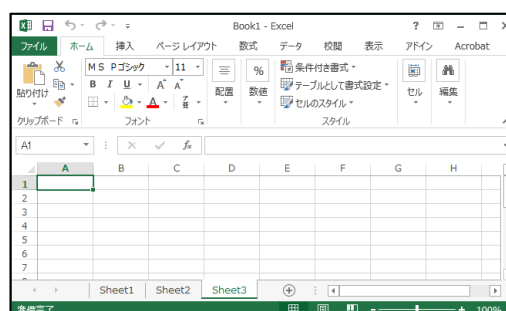 Book1 - Excel
ファイル ホーム 挿入 ページ レイアウト 数式 データ 校閲 表示 アドイン Acrobat
貼り付け
MS Pゴシック 11
B I U A A
A
配置
%
数値
条件付き書式
テーブルとして書式設定
セルのスタイル
セル
編集
クリップボード フォント スタイル
A1 fx
A B C D E F G H
1
2
3
4
5
6
7
Sheet1 Sheet2 Sheet3
準備完了 100%